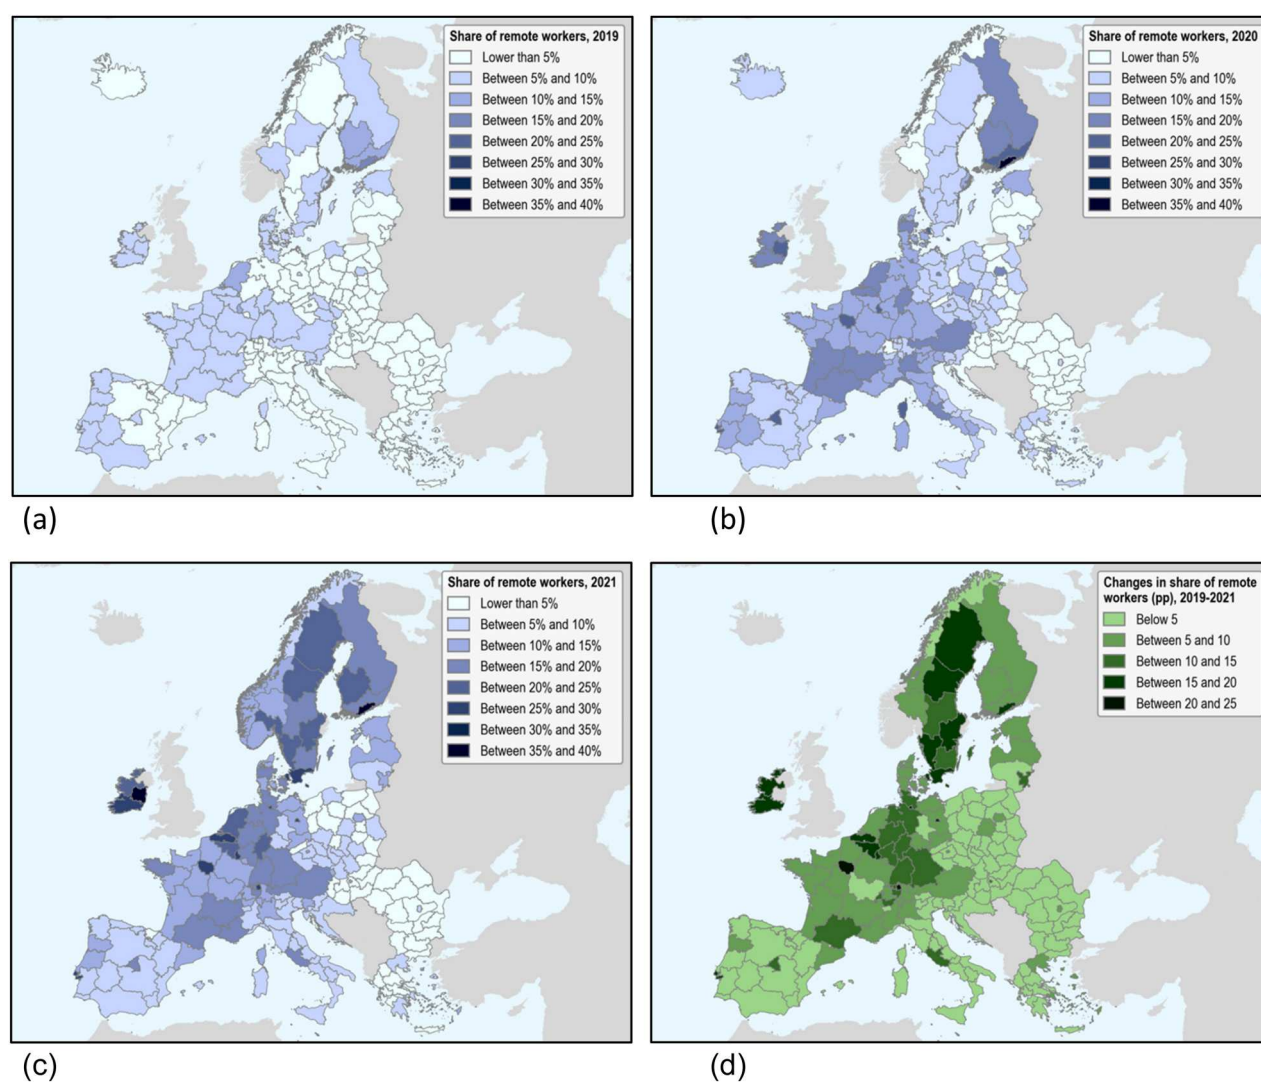 Share of remote workers, 2019
Lower than 5%
Between 5% and 10%
Between 10% and 15%
Between 15% and 20%
Between 20% and 25%
Between 25% and 30%
Between 30% and 35%
Between 35% and 40%
(a)
Share of remote workers, 2020
Lower than 5%
Between 5% and 10%
Between 10% and 15%
Between 15% and 20%
Between 20% and 25%
Between 25% and 30%
Between 30% and 35%
Between 35% and 40%
(b)
Share of remote workers, 2021
Lower than 5%
Between 5% and 10%
Between 10% and 15%
Between 15% and 20%
Between 20% and 25%
Between 25% and 30%
Between 30% and 35%
Between 35% and 40%
(c)
Changes in share of remote
workers (pp), 2019-2021
Below 5
Between 5 and 10
Between 10 and 15
Between 15 and 20
Between 20 and 25
(d)